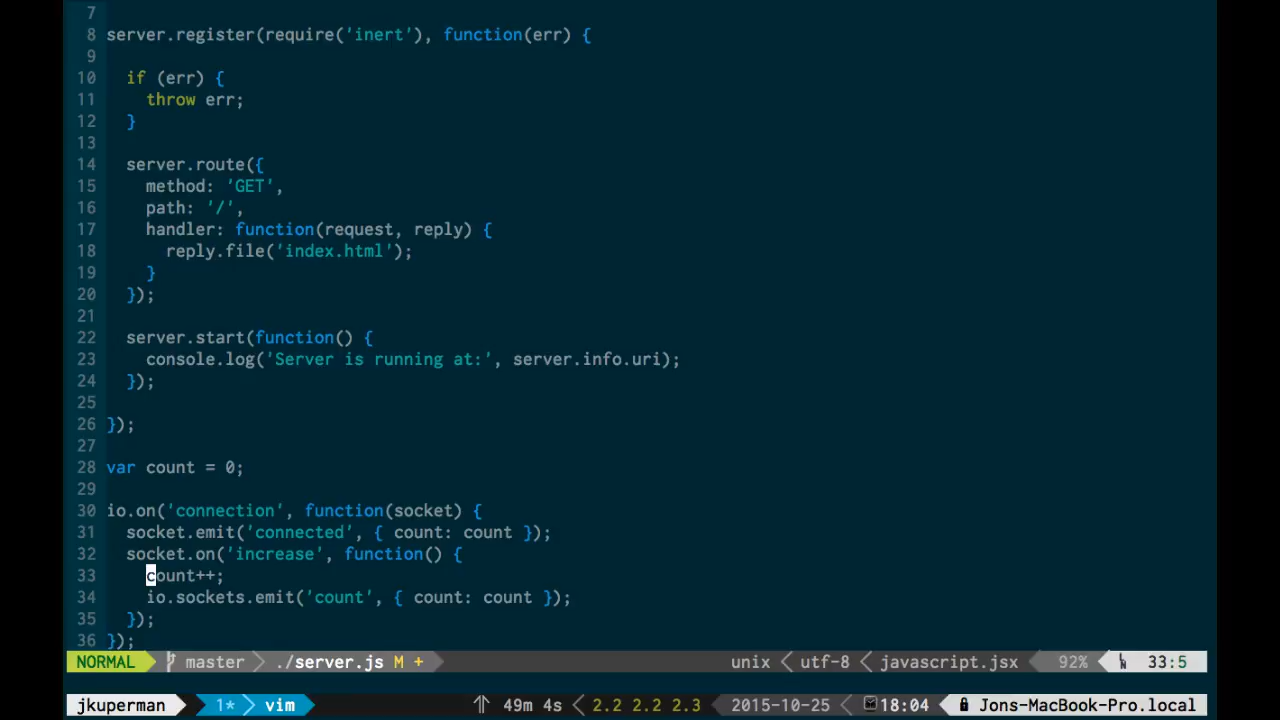 7
8 server.register(require('inert'), function(err) {
9
10   if (err) {
11     throw err;
12   }
13
14   server.route({
15     method: 'GET',
16     path: '/',
17     handler: function(request, reply) {
18       reply.file('index.html');
19     }
20   });
21
22   server.start(function() {
23     console.log('Server is running at:', server.info.uri);
24   });
25
26 });
27
28 var count = 0;
29
30 io.on('connection', function(socket) {
31   socket.emit('connected', { count: count });
32   socket.on('increase', function() {
33     count++;
34     io.sockets.emit('count', { count: count });
35   });
36 });
NORMAL master ./server.js M + unix utf-8 javascript.jsx 92% 33:5
jkuperman 1* vim 49m 4s 2.2 2.2 2.3 2015-10-25 18:04 Jons-MacBook-Pro.local